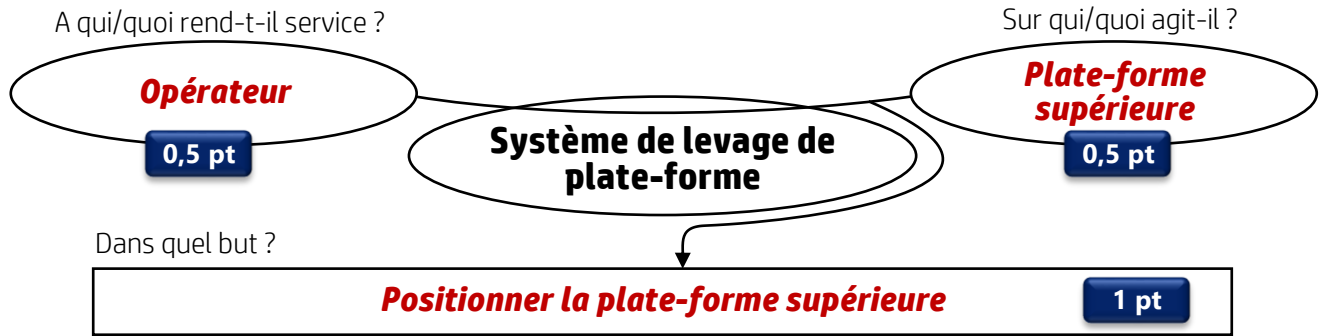 A qui/quoi rend-t-il service ?
Sur qui/quoi agit-il ?
Opérateur
Plate-forme
supérieure
0,5 pt
Système de levage de
plate-forme
0,5 pt
Dans quel but ?
Positionner la plate-forme supérieure
1 pt